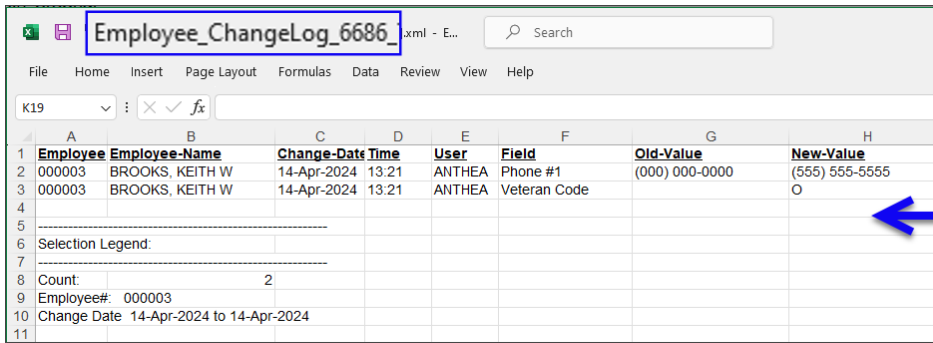 Employee_ChangeLog_6686_ .xml - E... Search
File Home Insert Page Layout Formulas Data Review View Help
K19 fx
A B C D E F G H
1 Employee Employee-Name Change-Date Time User Field Old-Value New-Value
2 000003 BROOKS, KEITH W 14-Apr-2024 13:21 ANTHEA Phone #1 (000) 000-0000 (555) 555-5555
3 000003 BROOKS, KEITH W 14-Apr-2024 13:21 ANTHEA Veteran Code O
4
5 ----------------------------------------------------------
6 Selection Legend:
7 ----------------------------------------------------------
8 Count: 2
9 Employee#: 000003
10 Change Date 14-Apr-2024 to 14-Apr-2024
11